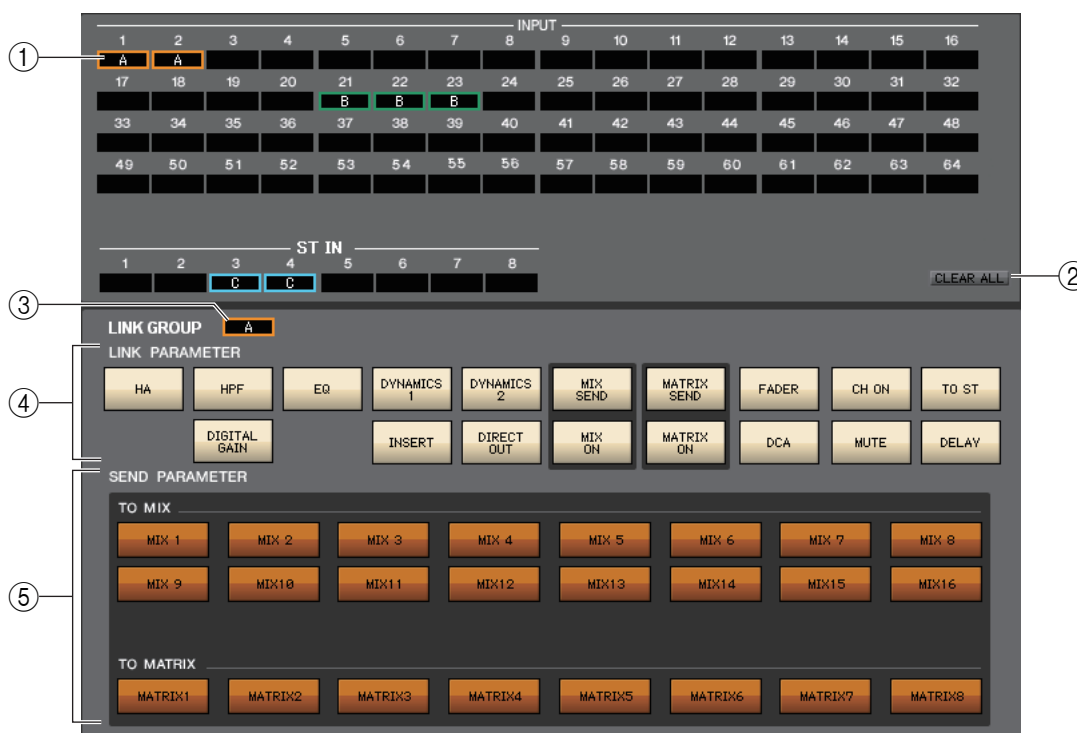 INPUT
1 2 3 4 5 6 7 8 9 10 11 12 13 14 15 16
① A A
17 18 19 20 21 22 23 24 25 26 27 28 29 30 31 32
B B B
33 34 35 36 37 38 39 40 41 42 43 44 45 46 47 48
49 50 51 52 53 54 55 56 57 58 59 60 61 62 63 64
ST IN
1 2 3 4 5 6 7 8
C C
CLEAR ALL ②
③
LINK GROUP A
LINK PARAMETER
④
HA HPF EQ DYNAMICS 1 DYNAMICS 2 MIX SEND MATRIX SEND FADER CH ON TO ST
DIGITAL GAIN INSERT DIRECT OUT MIX ON MATRIX ON DCA MUTE DELAY
SEND PARAMETER
⑤
TO MIX
MIX 1 MIX 2 MIX 3 MIX 4 MIX 5 MIX 6 MIX 7 MIX 8
MIX 9 MIX10 MIX11 MIX12 MIX13 MIX14 MIX15 MIX16
TO MATRIX
MATRIX1 MATRIX2 MATRIX3 MATRIX4 MATRIX5 MATRIX6 MATRIX7 MATRIX8